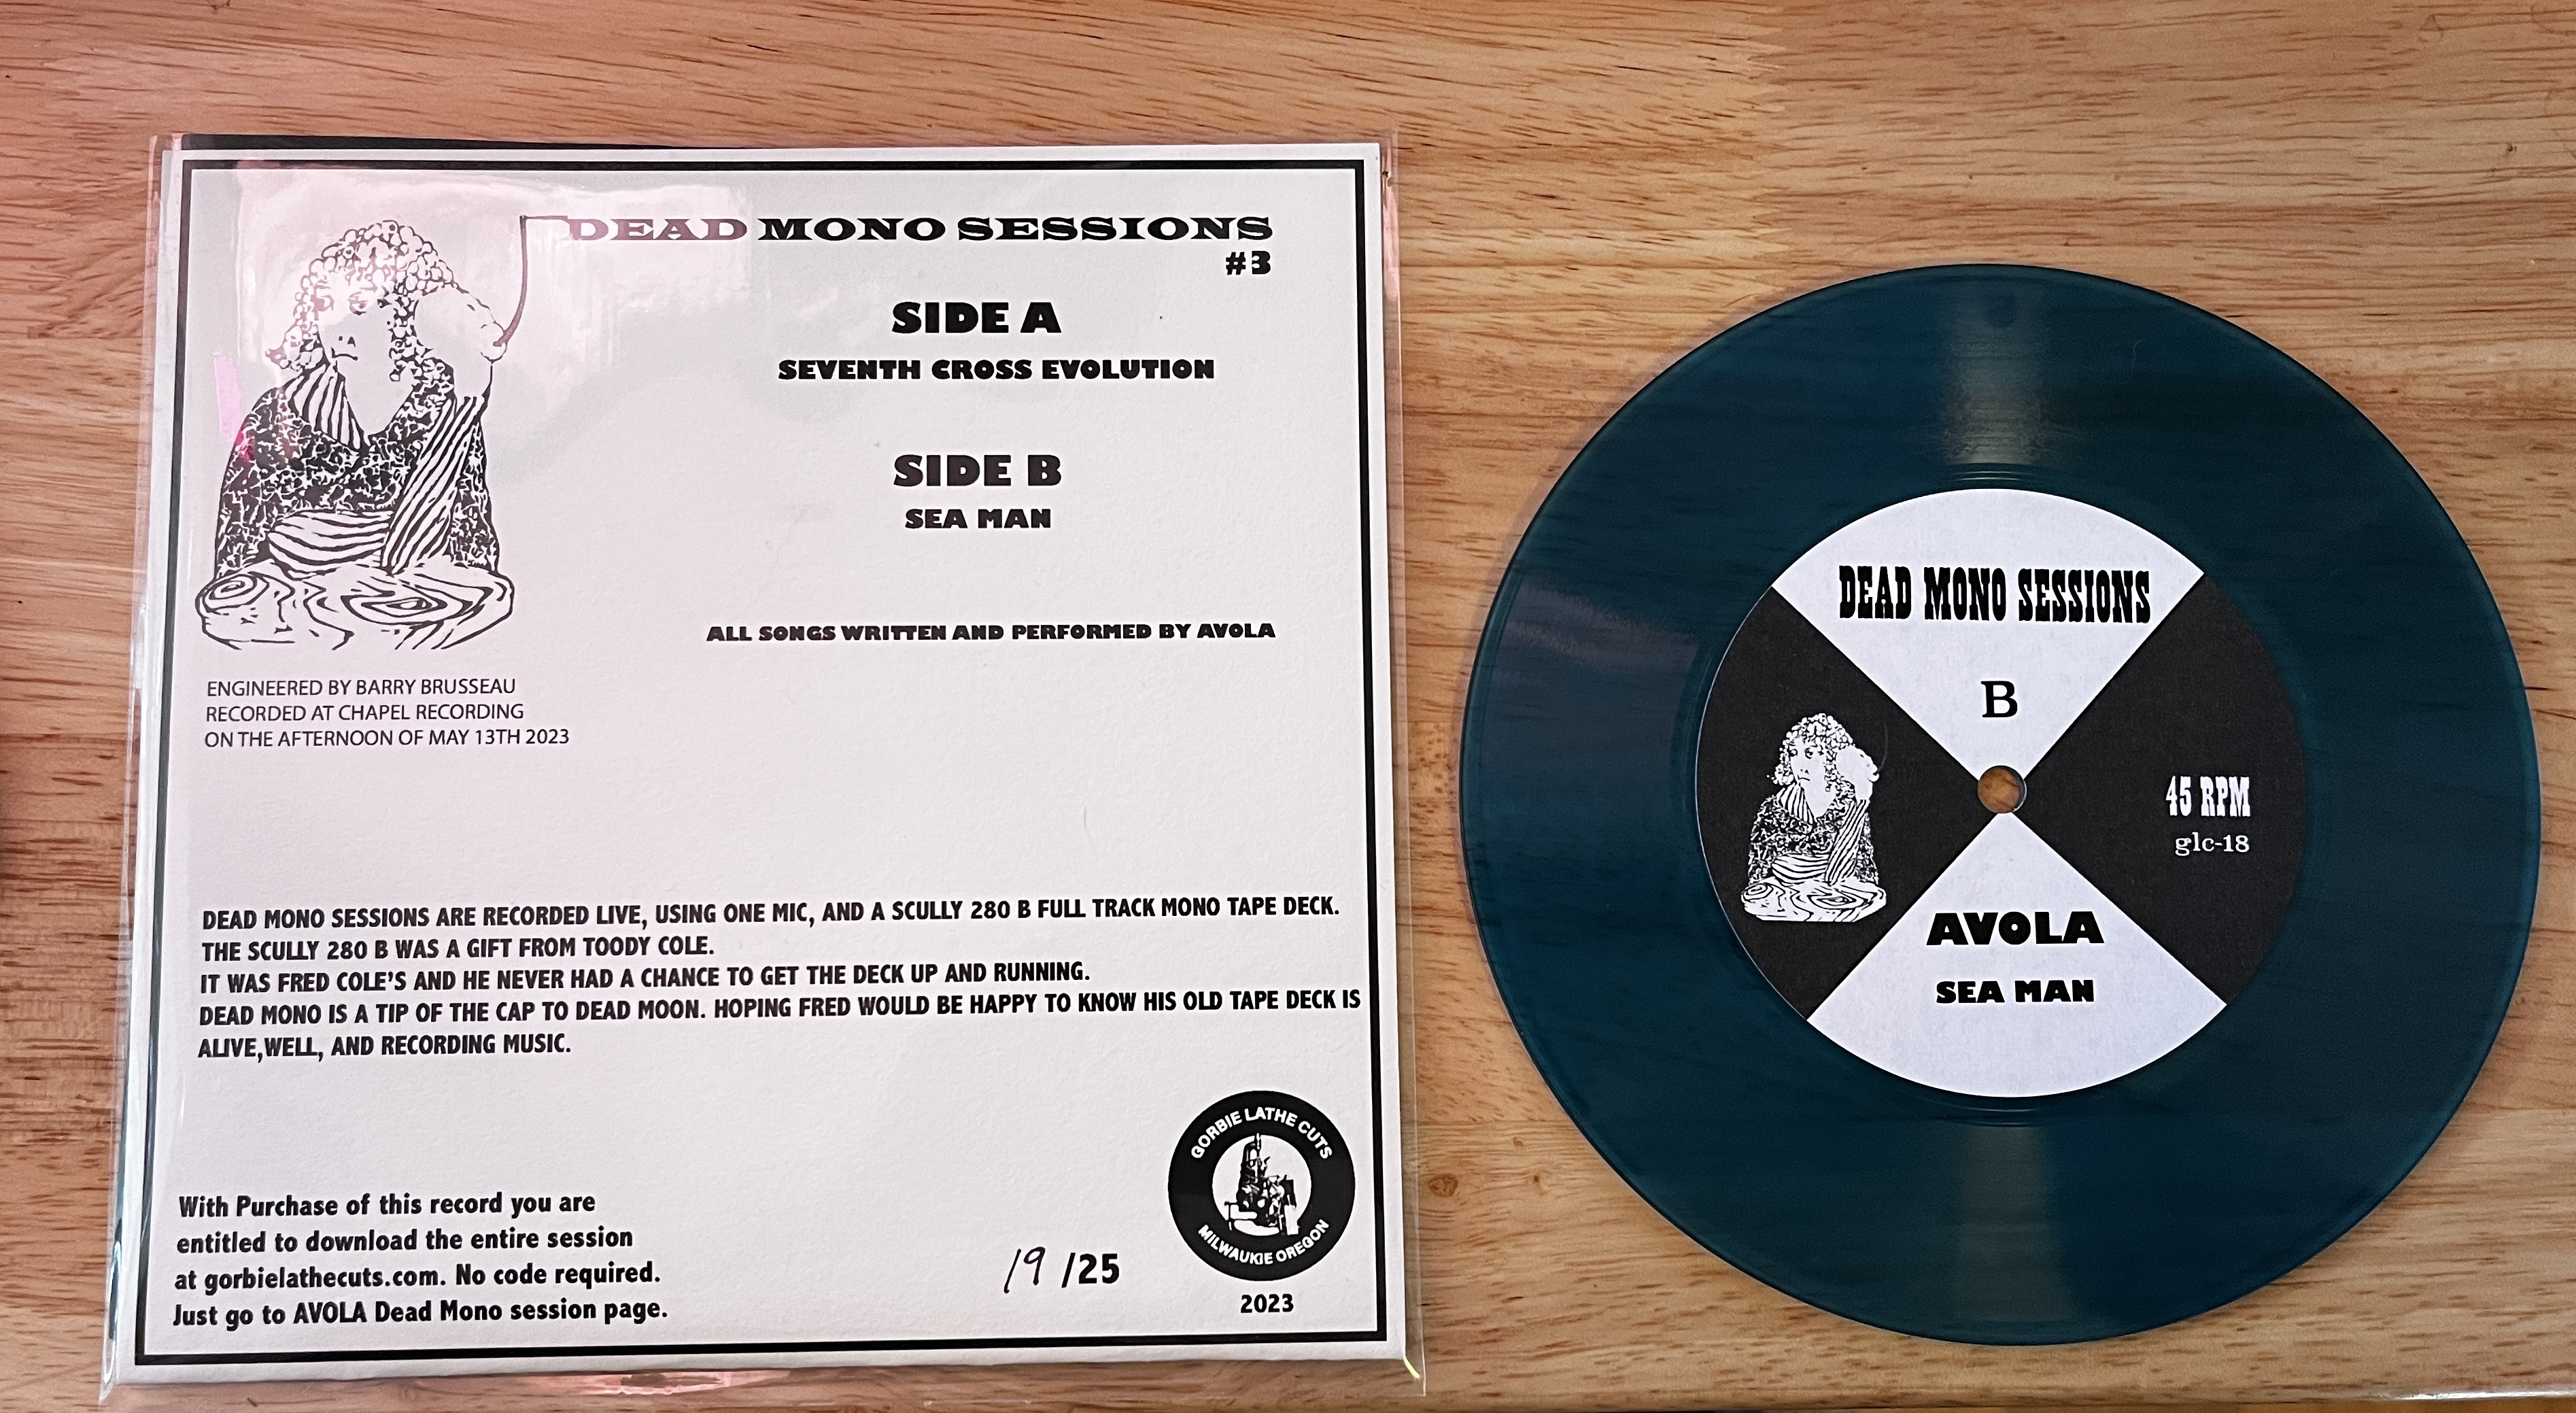 DEAD MONO SESSIONS
#3
SIDE A
SEVENTH CROSS EVOLUTION
SIDE B
SEA MAN
ALL SONGS WRITTEN AND PERFORMED BY AVOLA
ENGINEERED BY BARRY BRUSSEAU
RECORDED AT CHAPEL RECORDING
ON THE AFTERNOON OF MAY 13TH 2023
DEAD MONO SESSIONS ARE RECORDED LIVE, USING ONE MIC, AND A SCULLY 280 B FULL TRACK MONO TAPE DECK.
THE SCULLY 280 B WAS A GIFT FROM TOODY COLE.
IT WAS FRED COLE'S AND HE NEVER HAD A CHANCE TO GET THE DECK UP AND RUNNING.
DEAD MONO IS A TIP OF THE CAP TO DEAD MOON. HOPING FRED WOULD BE HAPPY TO KNOW HIS OLD TAPE DECK IS
ALIVE,WELL, AND RECORDING MUSIC.
With Purchase of this record you are
entitled to download the entire session
at gorbielathecuts.com. No code required.
Just go to AVOLA Dead Mono session page.
19 /25
GORBIE LATHE CUTS
MILWAUKIE OREGON
2023
DEAD MONO SESSIONS
B
45 RPM
glc-18
AVOLA
SEA MAN